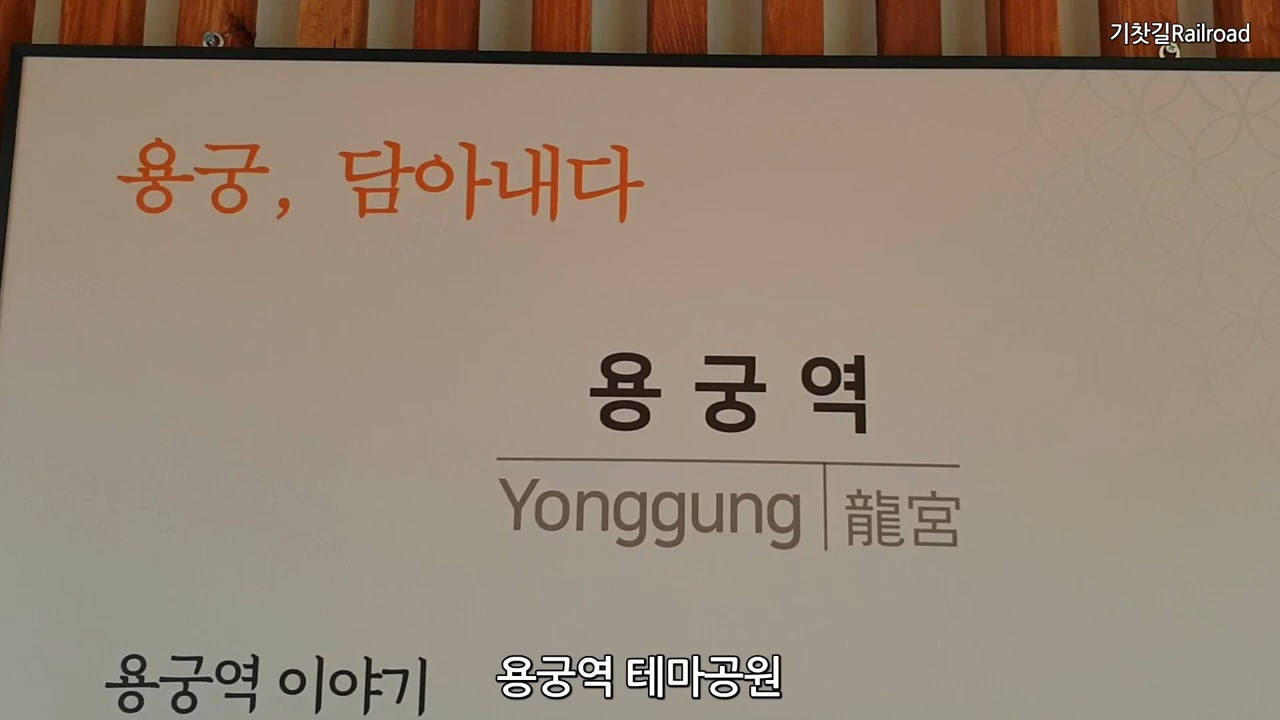 기찻길Railroad
용궁, 담아내다
용궁역
Yonggung 龍宮
용궁역 이야기
용궁역 테마공원